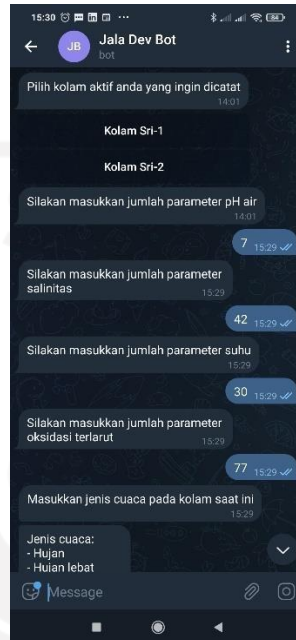 15:30
84
JB
Jala Dev Bot
bot
Pilih kolam aktif anda yang ingin dicatat
14:01
Kolam Sri-1
Kolam Sri-2
Silakan masukkan jumlah parameter pH air
14:01
7 15:29
Silakan masukkan jumlah parameter
salinitas 15:29
42 15:29
Silakan masukkan jumlah parameter suhu
15:29
30 15:29
Silakan masukkan jumlah parameter
oksidasi terlarut 15:29
77 15:29
Masukkan jenis cuaca pada kolam saat ini
15:29
Jenis cuaca:
- Hujan
- Hujan lebat
Message